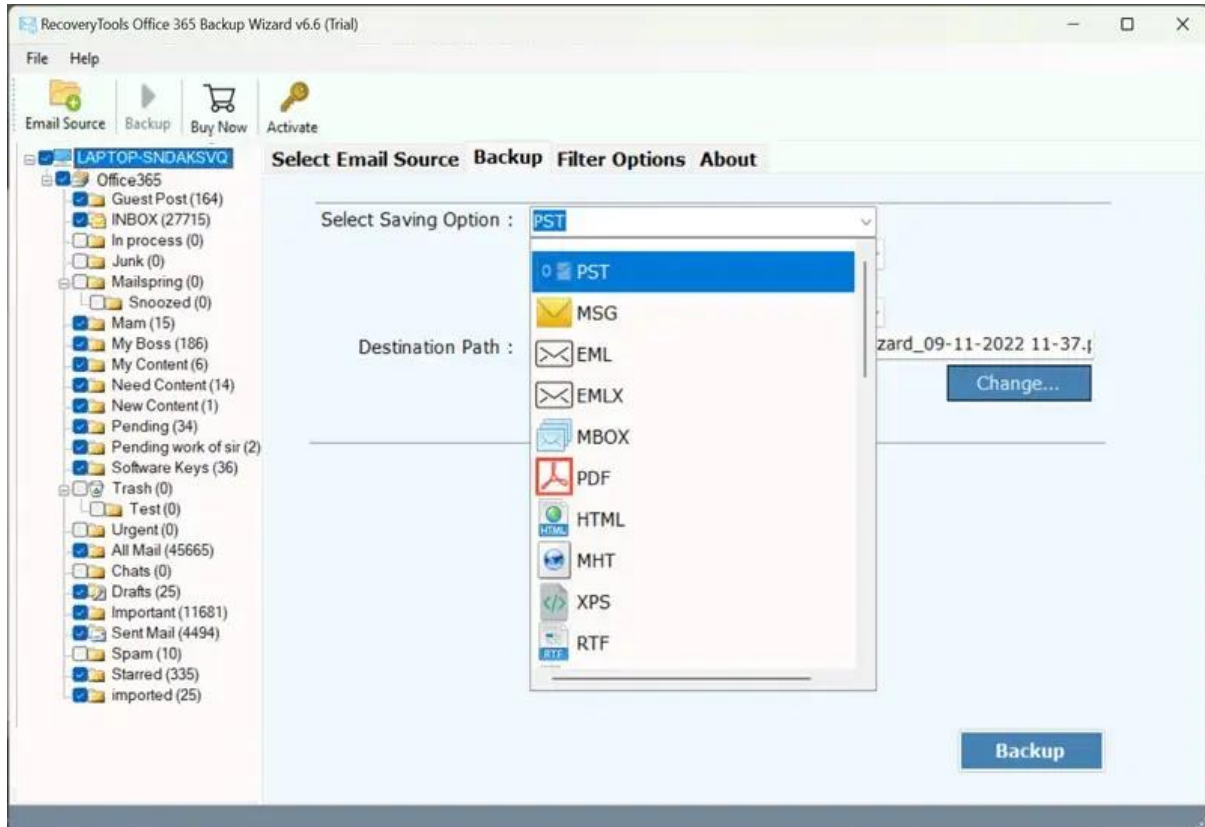 RecoveryTools Office 365 Backup Wizard v6.6 (Trial)
File Help
Email Source Backup Buy Now Activate
LAPTOP-SNDAKSVQ
Office365
Guest Post (164)
INBOX (27715)
In process (0)
Junk (0)
Mailspring (0)
Snoozed (0)
Mam (15)
My Boss (186)
My Content (6)
Need Content (14)
New Content (1)
Pending (34)
Pending work of sir (2)
Software Keys (36)
Trash (0)
Test (0)
Urgent (0)
All Mail (45665)
Chats (0)
Drafts (25)
Important (11681)
Sent Mail (4494)
Spam (10)
Starred (335)
imported (25)
Select Email Source Backup Filter Options About
Select Saving Option : PST
PST
MSG
EML
EMLX
MBOX
PDF
HTML
MHT
XPS
RTF
Destination Path : zard_09-11-2022 11-37.p
Change...
Backup